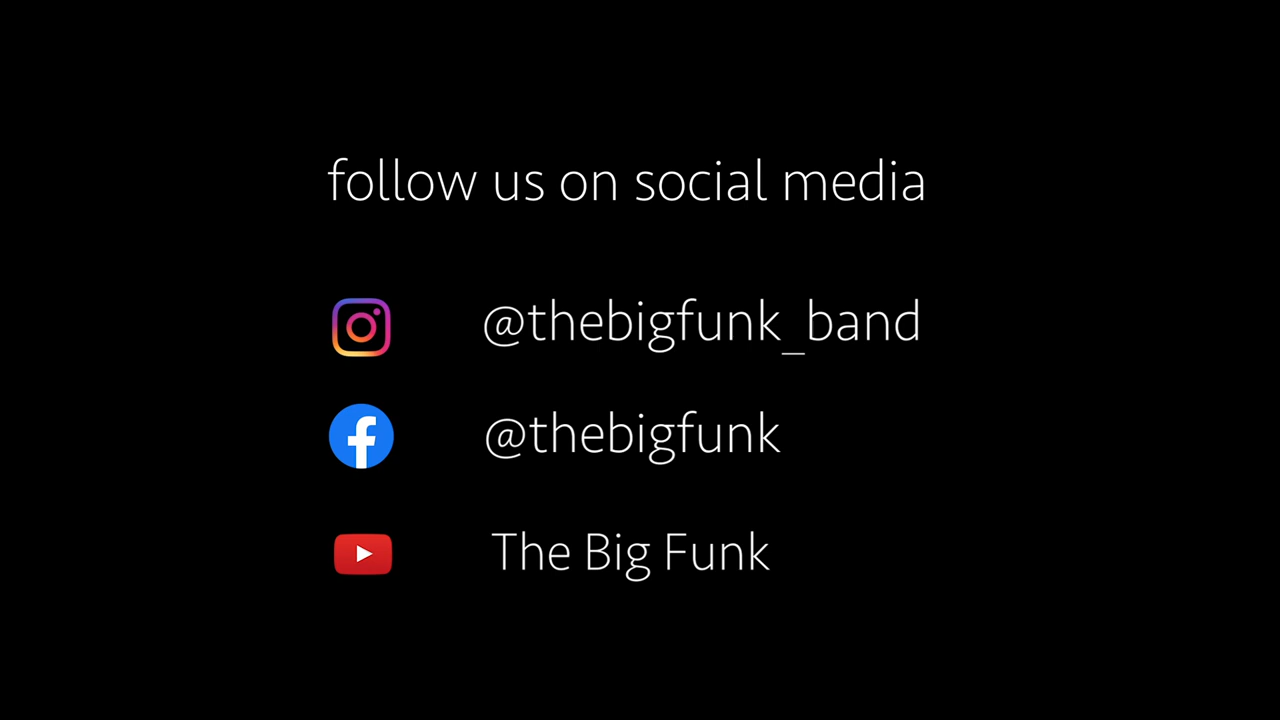 follow us on social media
@thebigfunk_band
@thebigfunk
The Big Funk